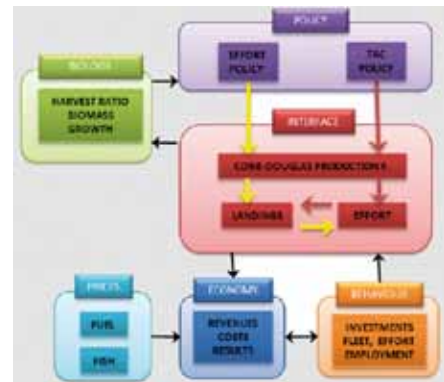 POLICY
EFFORT
POLICY
TAC
POLICY
BIOLOGY
HARVEST RATIO
BIOMASS
GROWTH
INTERFACE
COBB-DOUGLAS PRODUCTION
LANDINGS
EFFORT
PRICES
FUEL
FISH
ECONOMY
REVENUES
COSTS
RESULTS
BEHAVIOUR
INVESTMENTS
FLEET, EFFORT
EMPLOYMENT